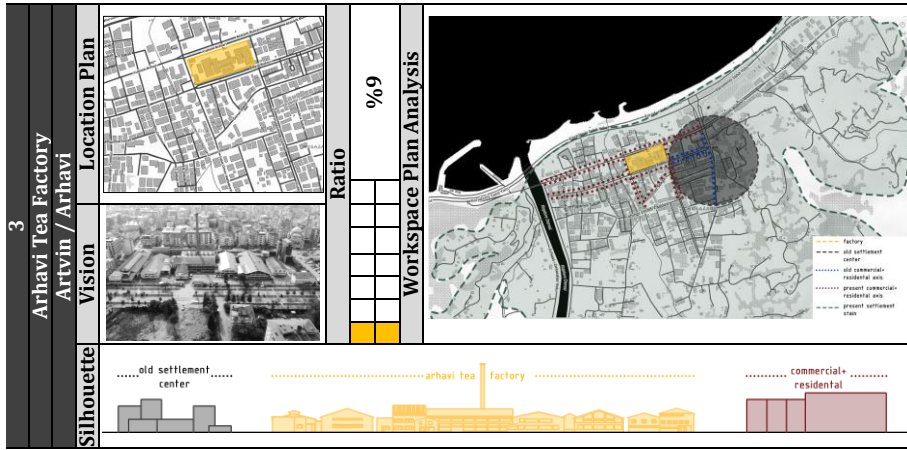 3
Arhavi Tea Factory
Artvin / Arhavi
Location Plan
Vision
Silhouette
Ratio
%9
Workspace Plan Analysis
factory
old settlement
center
old commercial+
residental axis
present commercial+
residental axis
present settlement
stain
old settlement
center
arhavi tea factory
commercial+
residental